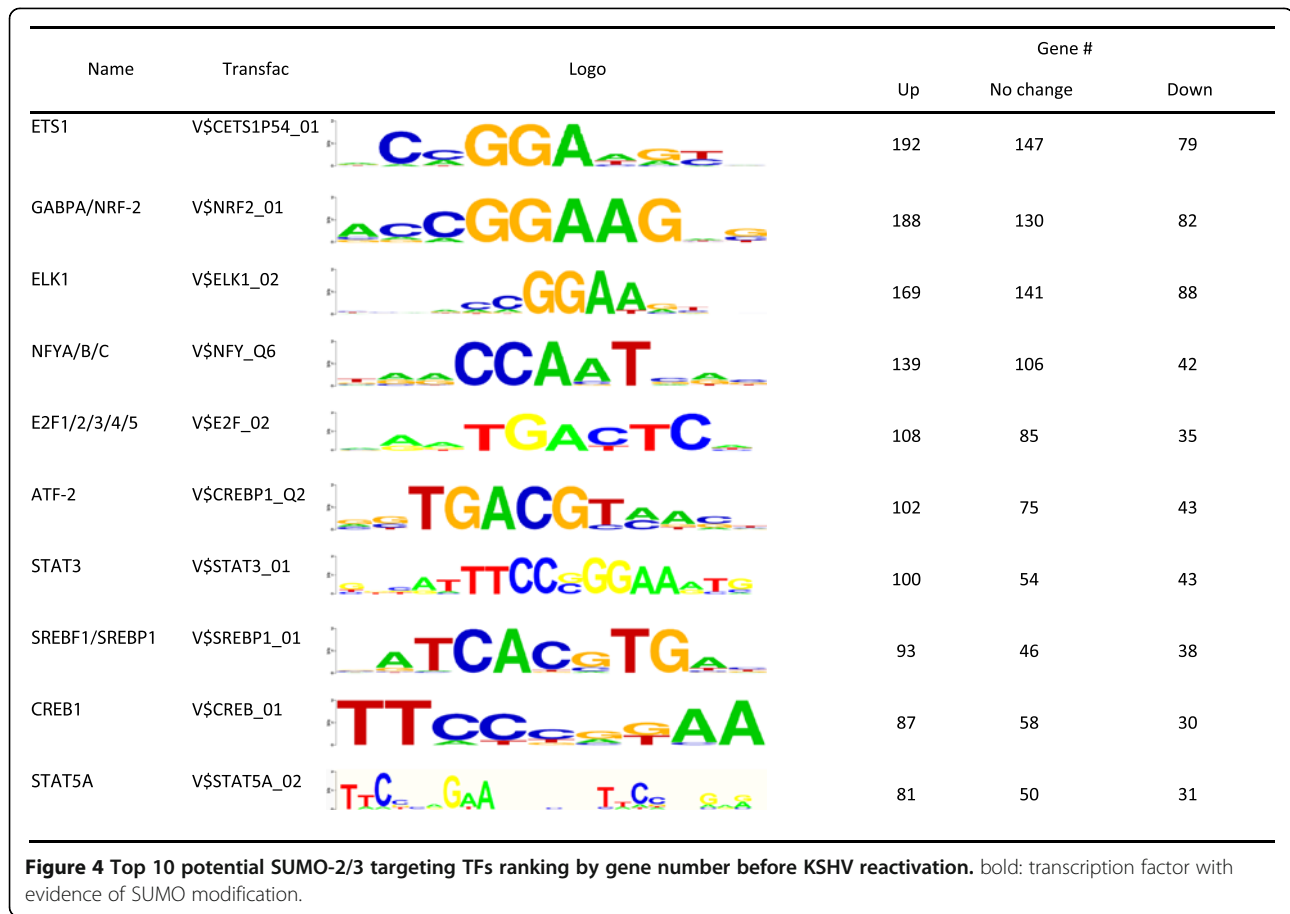 Gene #
Name Transfac Logo
Up No change Down
ETS1 V$CETS1P54_01 192 147 79
GABPA/NRF-2 V$NRF2_01 188 130 82
ELK1 V$ELK1_02 169 141 88
NFYA/B/C V$NFY_Q6 139 106 42
E2F1/2/3/4/5 V$E2F_02 108 85 35
ATF-2 V$CREBP1_Q2 102 75 43
STAT3 V$STAT3_01 100 54 43
SREBF1/SREBP1 V$SREBP1_01 93 46 38
CREB1 V$CREB_01 87 58 30
STAT5A V$STAT5A_02 81 50 31
Figure 4 Top 10 potential SUMO-2/3 targeting TFs ranking by gene number before KSHV reactivation. bold: transcription factor with
evidence of SUMO modification.